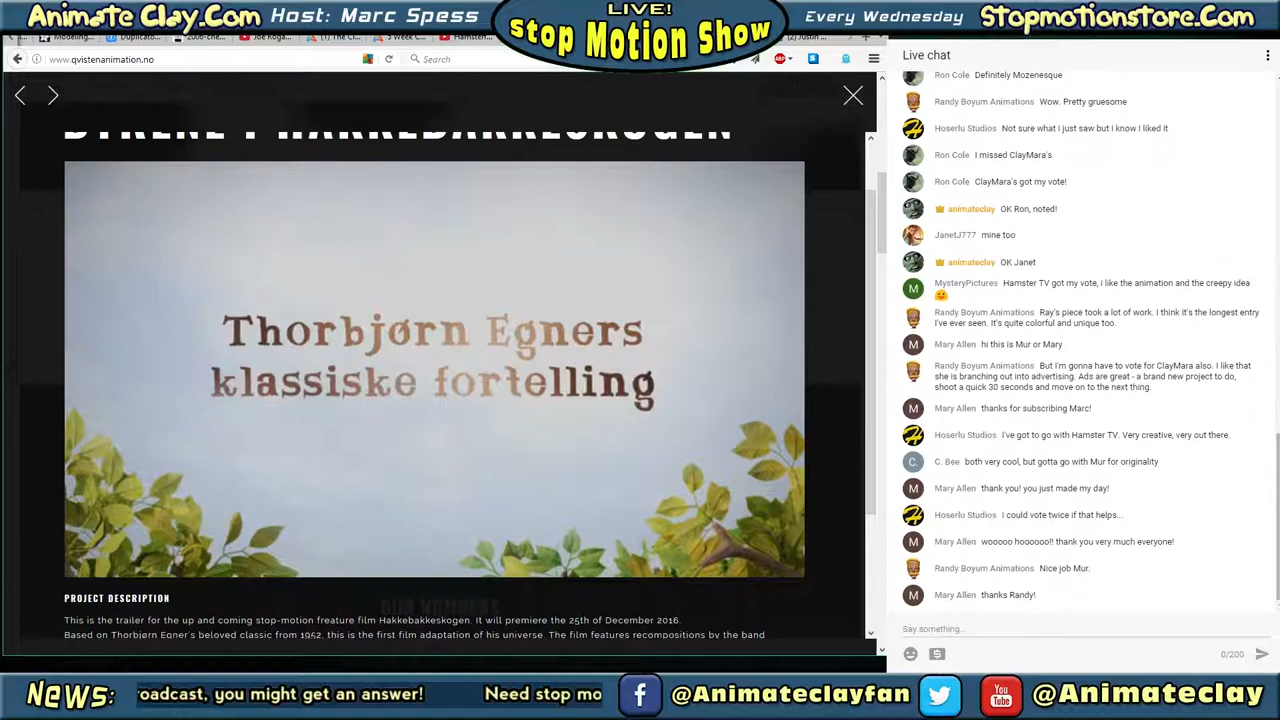 Animate Clay.Com Host: Marc Spess
LIVE!
Stop Motion Show
Every Wednesday Stopmotionstore.Com
www.qvistenanimation.no
Search
Thorbjørn Egners
klassiske fortelling
PROJECT DESCRIPTION
This is the trailer for the up and coming stop-motion freature film Hakkebakkeskogen. It will premiere the 25th of December 2016.
Based on Thorbjørn Egner's beloved classic from 1952, this is the first film adaptation of his universe. The film features recompositions by the band
Live chat
Ron Cole Definitely Mozenesque
Randy Boyum Animations Wow. Pretty gruesome
Hoserlu Studios Not sure what i just saw but I know I liked it
Ron Cole I missed ClayMara's
Ron Cole ClayMara's got my vote!
animateclay OK Ron, noted!
JanetJ777 mine too
animateclay OK Janet
M MysteryPictures Hamster TV got my vote, i like the animation and the creepy idea
Randy Boyum Animations Ray's piece took a lot of work. I think it's the longest entry
I've ever seen. It's quite colorful and unique too.
M Mary Allen hi this is Mur or Mary
Randy Boyum Animations But I'm gonna have to vote for ClayMara also. I like that
she is branching out into advertising. Ads are great - a brand new project to do,
shoot a quick 30 seconds and move on to the next thing.
M Mary Allen thanks for subscribing Marc!
Hoserlu Studios I've got to go with Hamster TV. Very creative, very out there.
C. C. Bee both very cool, but gotta go with Mur for originality
M Mary Allen thank you! you just made my day!
Hoserlu Studios I could vote twice if that helps...
M Mary Allen wooooo hoooooo!! thank you very much everyone!
Randy Boyum Animations Nice job Mur.
M Mary Allen thanks Randy!
Say something...
0/200
News: roadcast, you might get an answer! Need stop mo
@Animateclayfan
You Tube @Animateclay